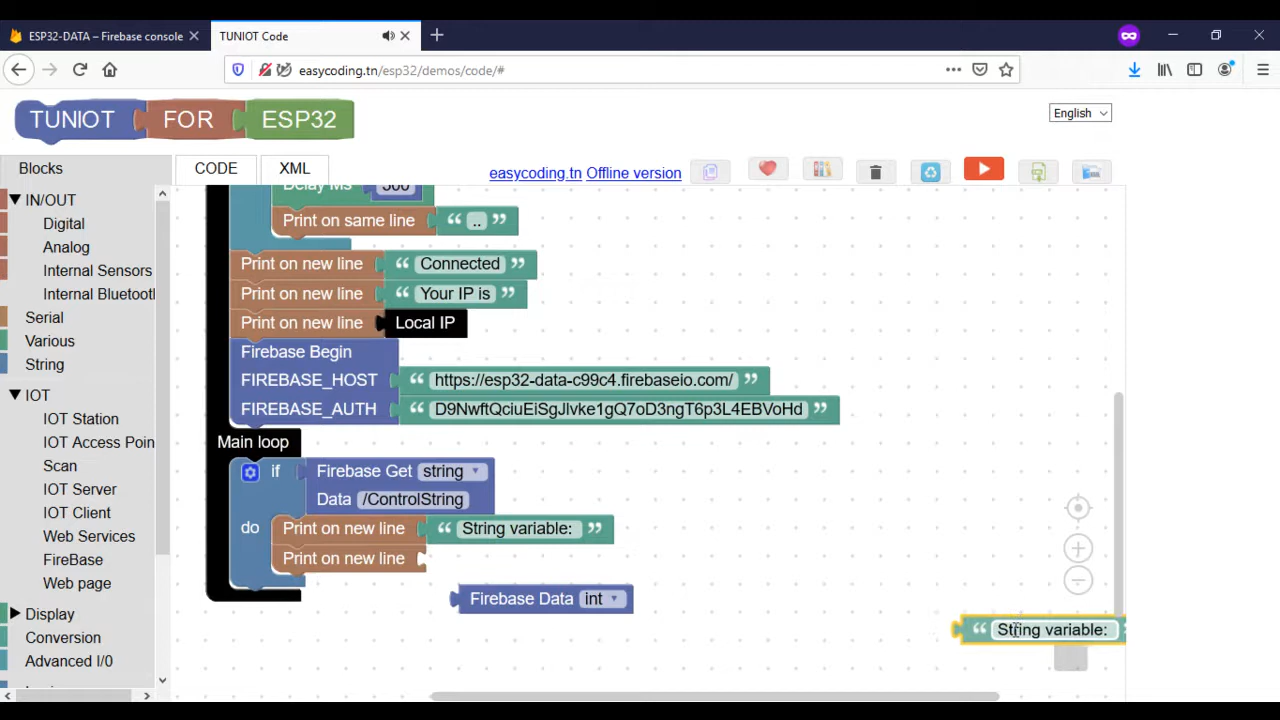 ESP32-DATA – Firebase console
TUNIOT Code
easycoding.tn/esp32/demos/code/#
TUNIOT FOR ESP32
English
Blocks
CODE
XML
easycoding.tn Offline version
IN/OUT
Digital
Analog
Internal Sensors
Internal Bluetoot
Serial
Various
String
IOT
IOT Station
IOT Access Poin
Scan
IOT Server
IOT Client
Web Services
FireBase
Web page
Display
Conversion
Advanced I/0
Delay Ms 500
Print on same line “ .. ”
Print on new line “ Connected ”
Print on new line “ Your IP is ”
Print on new line Local IP
Firebase Begin
FIREBASE_HOST “ https://esp32-data-c99c4.firebaseio.com/ ”
FIREBASE_AUTH “ D9NwftQciuEiSgJlvke1gQ7oD3ngT6p3L4EBVoHd ”
Main loop
if Firebase Get string
Data /ControlString
do Print on new line “ String variable: ”
Print on new line
Firebase Data int
“ String variable: